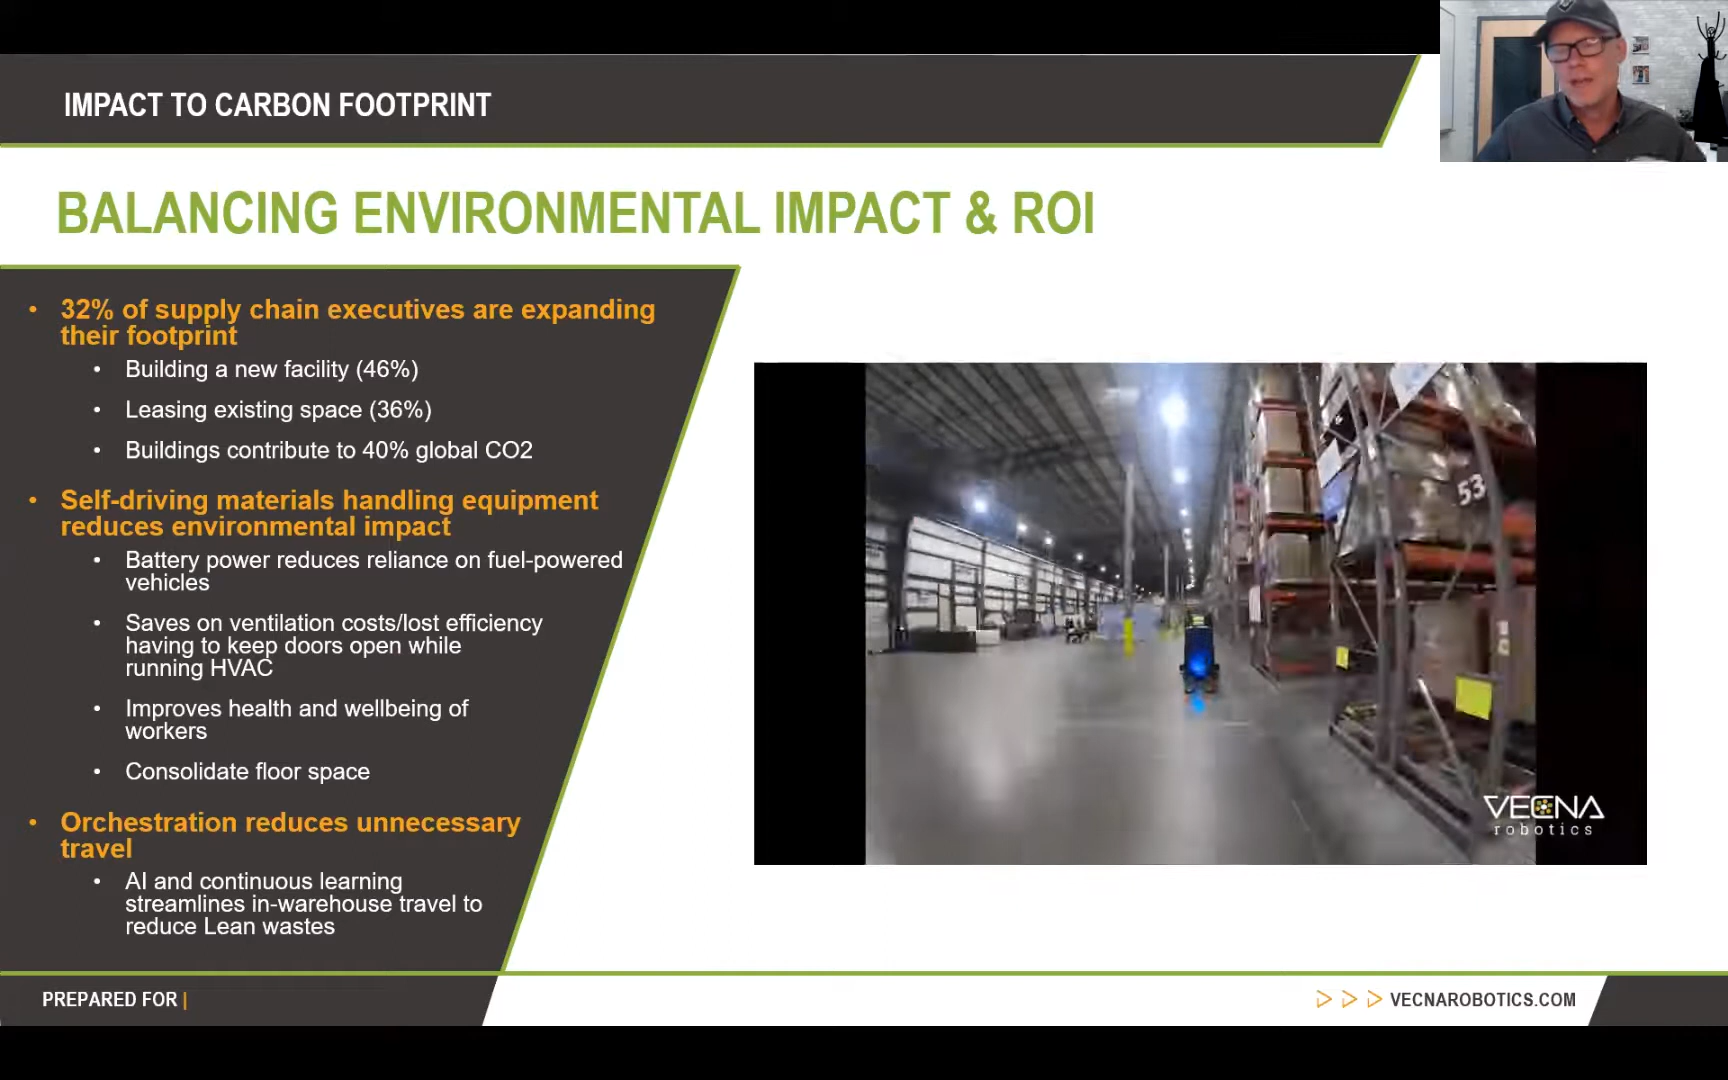 IMPACT TO CARBON FOOTPRINT
BALANCING ENVIRONMENTAL IMPACT & ROI
• 32% of supply chain executives are expanding
their footprint
• Building a new facility (46%)
• Leasing existing space (36%)
• Buildings contribute to 40% global CO2
• Self-driving materials handling equipment
reduces environmental impact
• Battery power reduces reliance on fuel-powered
vehicles
• Saves on ventilation costs/lost efficiency
having to keep doors open while
running HVAC
• Improves health and wellbeing of
workers
• Consolidate floor space
• Orchestration reduces unnecessary
travel
• AI and continuous learning
streamlines in-warehouse travel to
reduce Lean wastes
53
VECNA
robotics
PREPARED FOR |
VECNAROBOTICS.COM